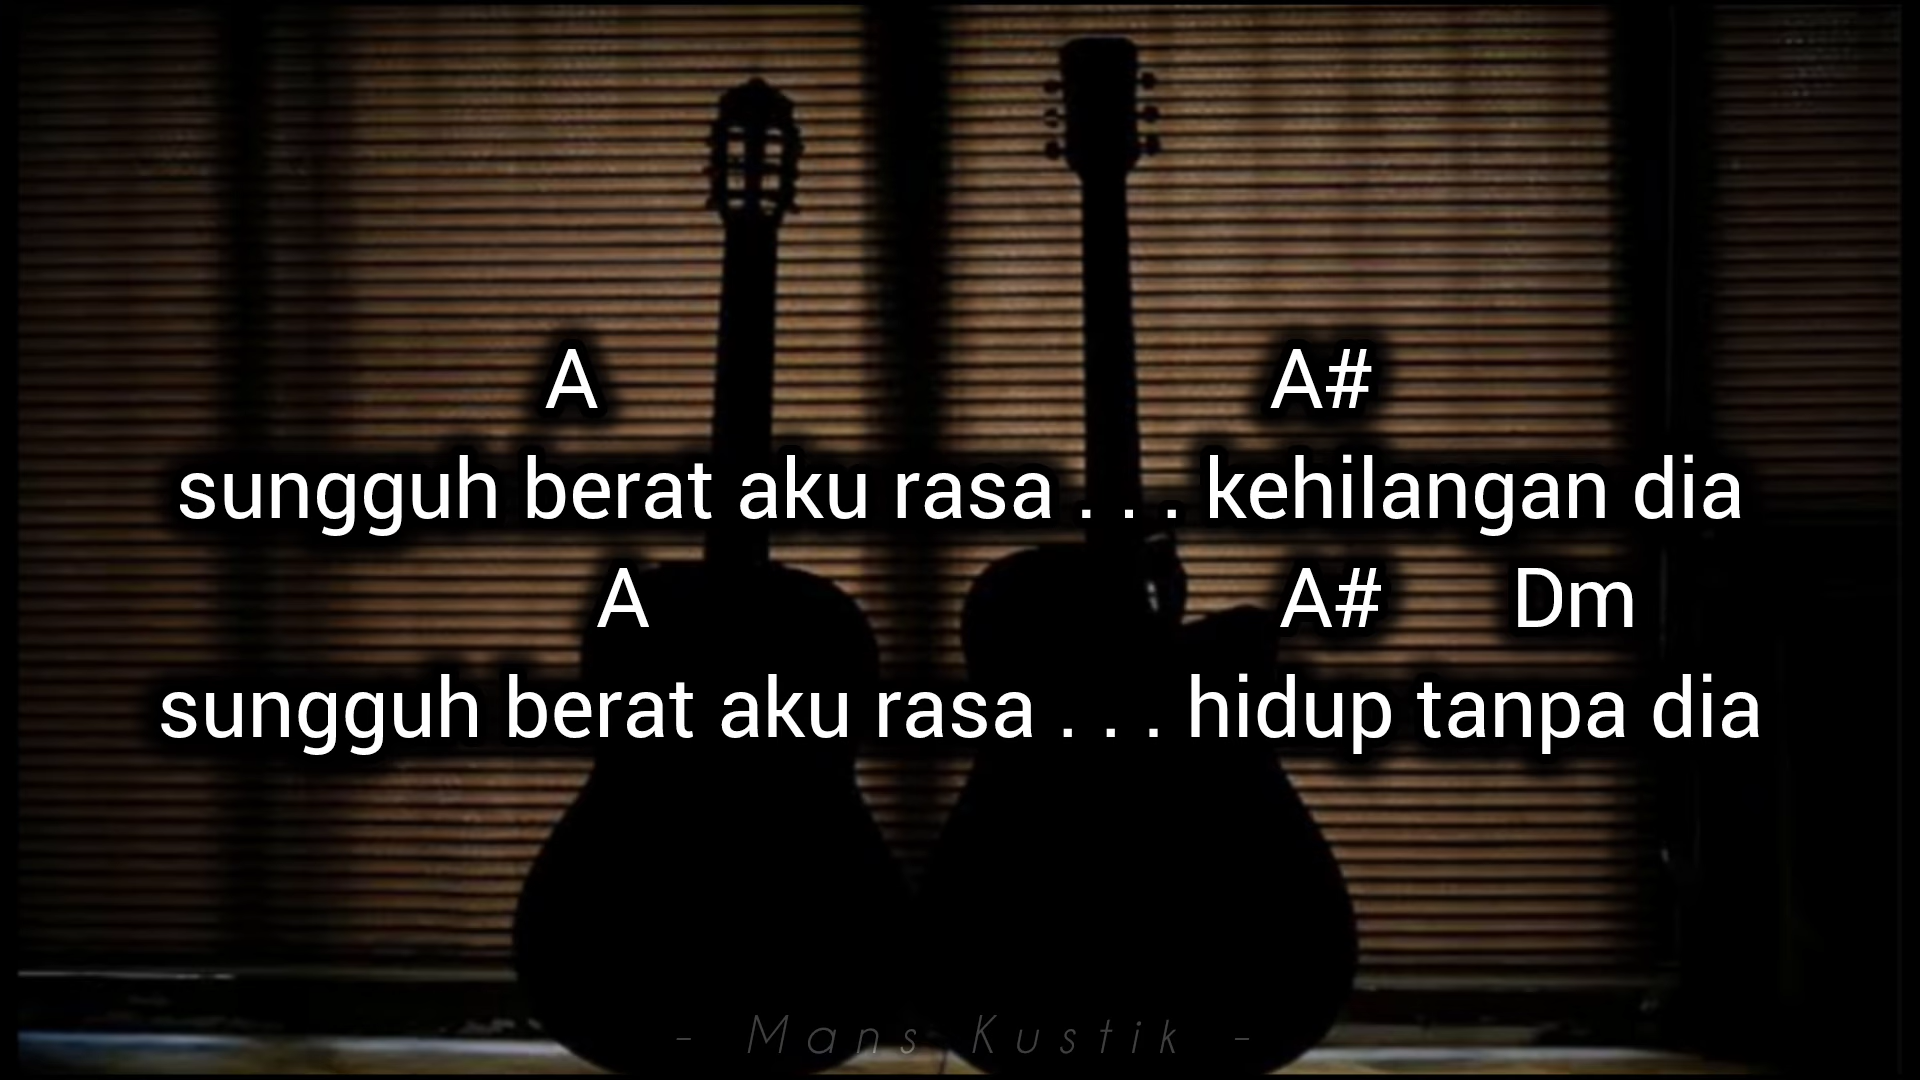 A A#
sungguh berat aku rasa . . . kehilangan dia
A A# Dm
sungguh berat aku rasa . . . hidup tanpa dia
- Mans Kustik -